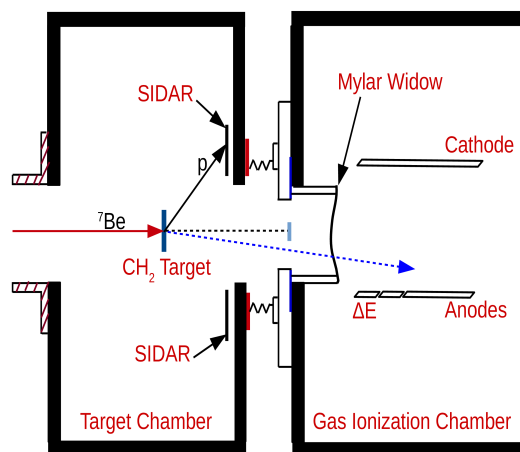 SIDAR
Mylar Widow
Cathode
p
⁷Be
CH₂ Target
ΔE
Anodes
SIDAR
Target Chamber
Gas Ionization Chamber